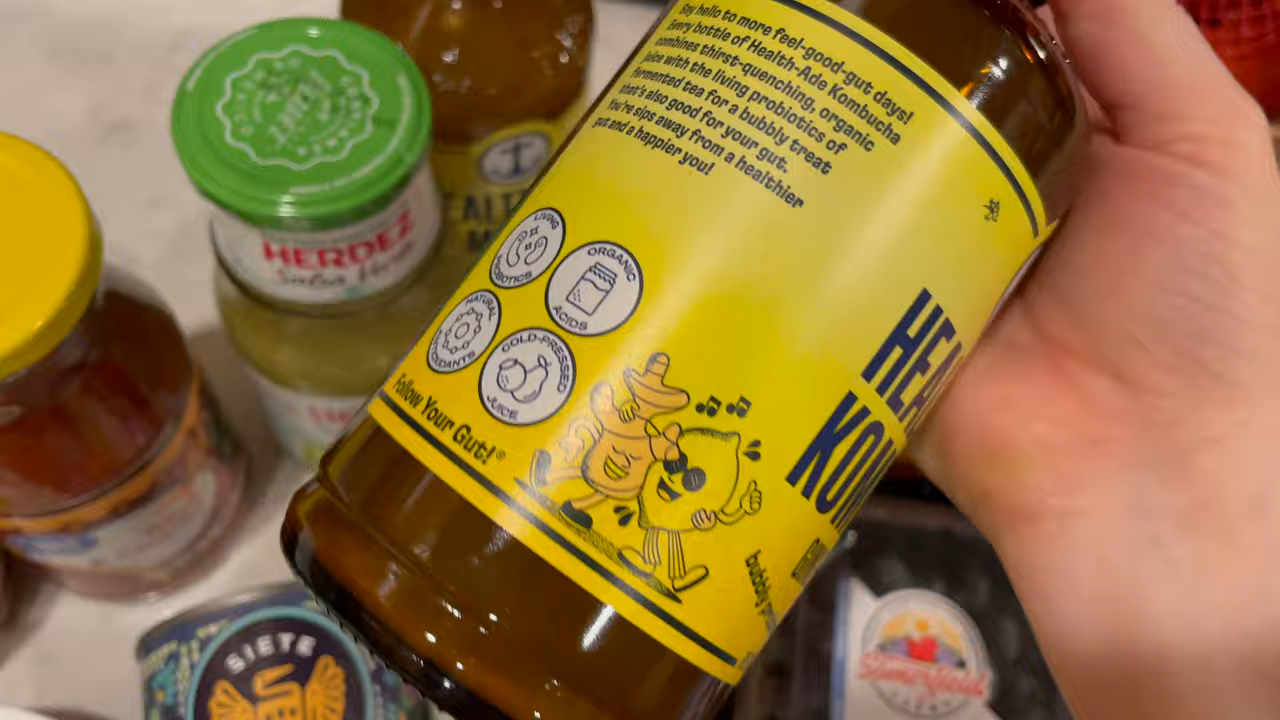 Say hello to more feel-good-gut days!
Every bottle of Health-Ade Kombucha
combines thirst-quenching, organic
juice with the living probiotics of
fermented tea for a bubbly treat
that's also good for your gut.
You're sips away from a healthier
gut and a happier you!
LIVING
PROBIOTICS
ORGANIC
ACIDS
NATURAL
COLD-PRESSED
JUICE
Follow Your Gut!®
HEA
KO
bubbly
HERDEZ
Salsa
SIETE